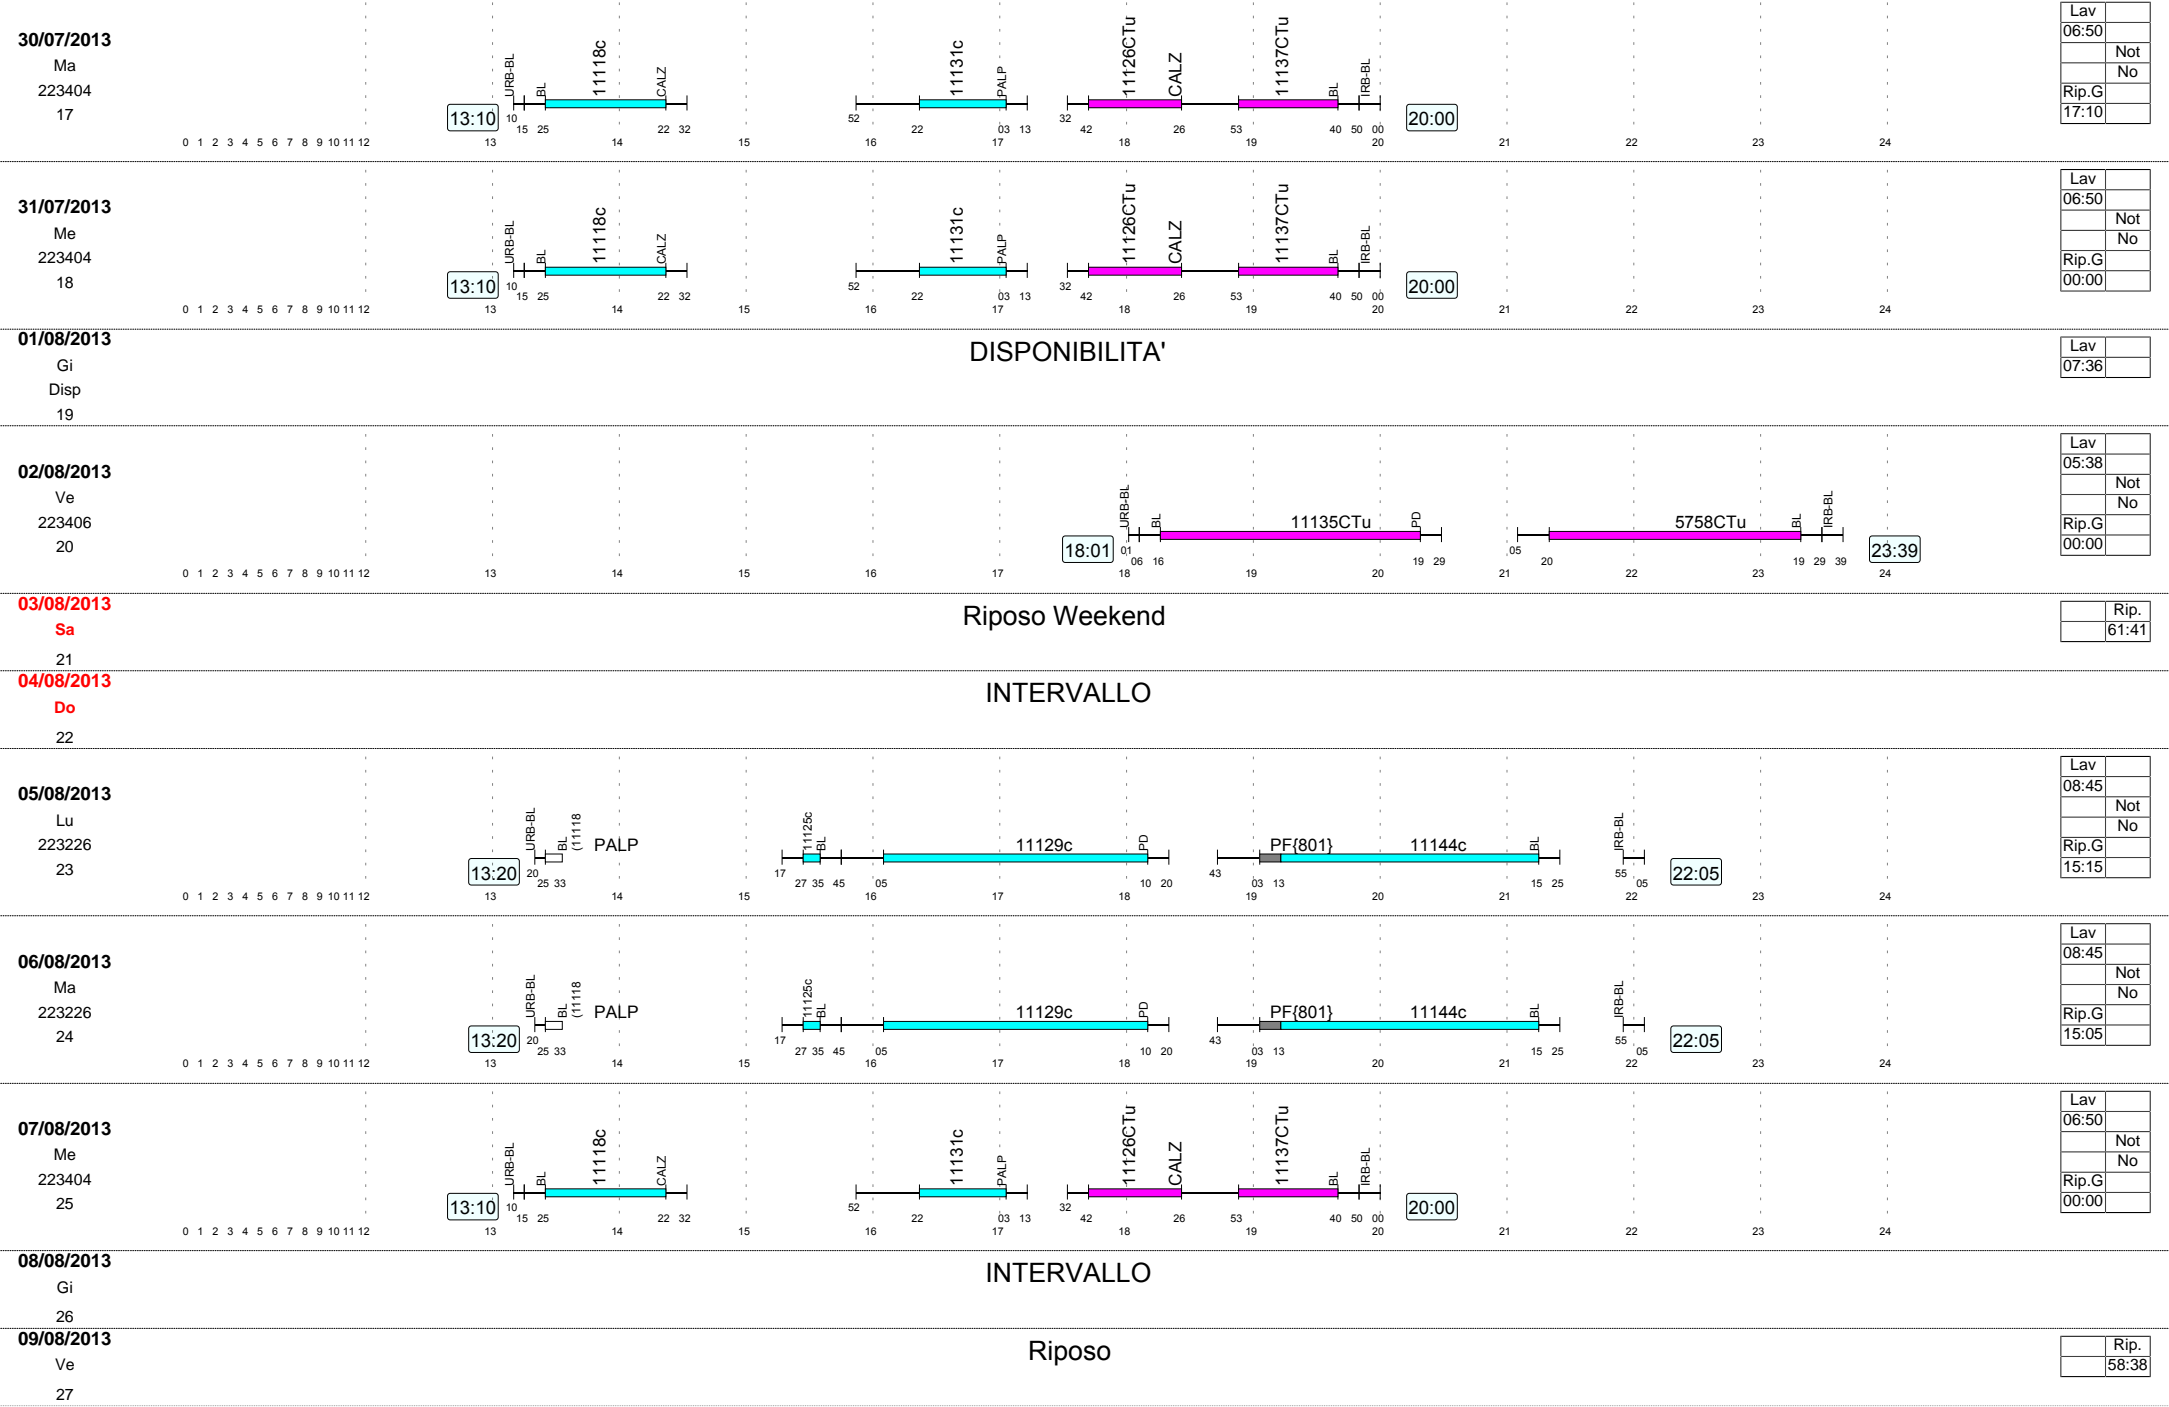 30/07/2013
Ma
223404
17
13:10
URB-BL
BL
11118c
CALZ
11131c
PALP
11126CTu
CALZ
11137CTu
BL
IRB-BL
20:00
10 15 25 22 32 52 22 03 13 32 42 26 53 40 50 00
0 1 2 3 4 5 6 7 8 9 10 11 12 13 14 15 16 17 18 19 20 21 22 23 24
Lav
06:50
Not
No
Rip.G
17:10
31/07/2013
Me
223404
18
13:10
URB-BL
BL
11118c
CALZ
11131c
PALP
11126CTu
CALZ
11137CTu
BL
IRB-BL
20:00
10 15 25 22 32 52 22 03 13 32 42 26 53 40 50 00
0 1 2 3 4 5 6 7 8 9 10 11 12 13 14 15 16 17 18 19 20 21 22 23 24
Lav
06:50
Not
No
Rip.G
00:00
01/08/2013
Gi
Disp
19
DISPONIBILITA'
Lav
07:36
02/08/2013
Ve
223406
20
18:01
URB-BL
BL
11135CTu
PD
5758CTu
BL
IRB-BL
23:39
01 06 16 19 29 05 20 19 29 39
0 1 2 3 4 5 6 7 8 9 10 11 12 13 14 15 16 17 18 19 20 21 22 23 24
Lav
05:38
Not
No
Rip.G
00:00
03/08/2013
Sa
21
Riposo Weekend
Rip.
61:41
04/08/2013
Do
22
INTERVALLO
05/08/2013
Lu
223226
23
13:20
URB-BL
BL
(11118
PALP
11125c
BL
11129c
PD
PF{801}
11144c
BL
IRB-BL
22:05
20 25 33 17 27 35 45 05 10 20 43 03 13 15 25 55 05
0 1 2 3 4 5 6 7 8 9 10 11 12 13 14 15 16 17 18 19 20 21 22 23 24
Lav
08:45
Not
No
Rip.G
15:15
06/08/2013
Ma
223226
24
13:20
URB-BL
BL
(11118
PALP
11125c
BL
11129c
PD
PF{801}
11144c
BL
IRB-BL
22:05
20 25 33 17 27 35 45 05 10 20 43 03 13 15 25 55 05
0 1 2 3 4 5 6 7 8 9 10 11 12 13 14 15 16 17 18 19 20 21 22 23 24
Lav
08:45
Not
No
Rip.G
15:05
07/08/2013
Me
223404
25
13:10
URB-BL
BL
11118c
CALZ
11131c
PALP
11126CTu
CALZ
11137CTu
BL
IRB-BL
20:00
10 15 25 22 32 52 22 03 13 32 42 26 53 40 50 00
0 1 2 3 4 5 6 7 8 9 10 11 12 13 14 15 16 17 18 19 20 21 22 23 24
Lav
06:50
Not
No
Rip.G
00:00
08/08/2013
Gi
26
INTERVALLO
09/08/2013
Ve
27
Riposo
Rip.
58:38